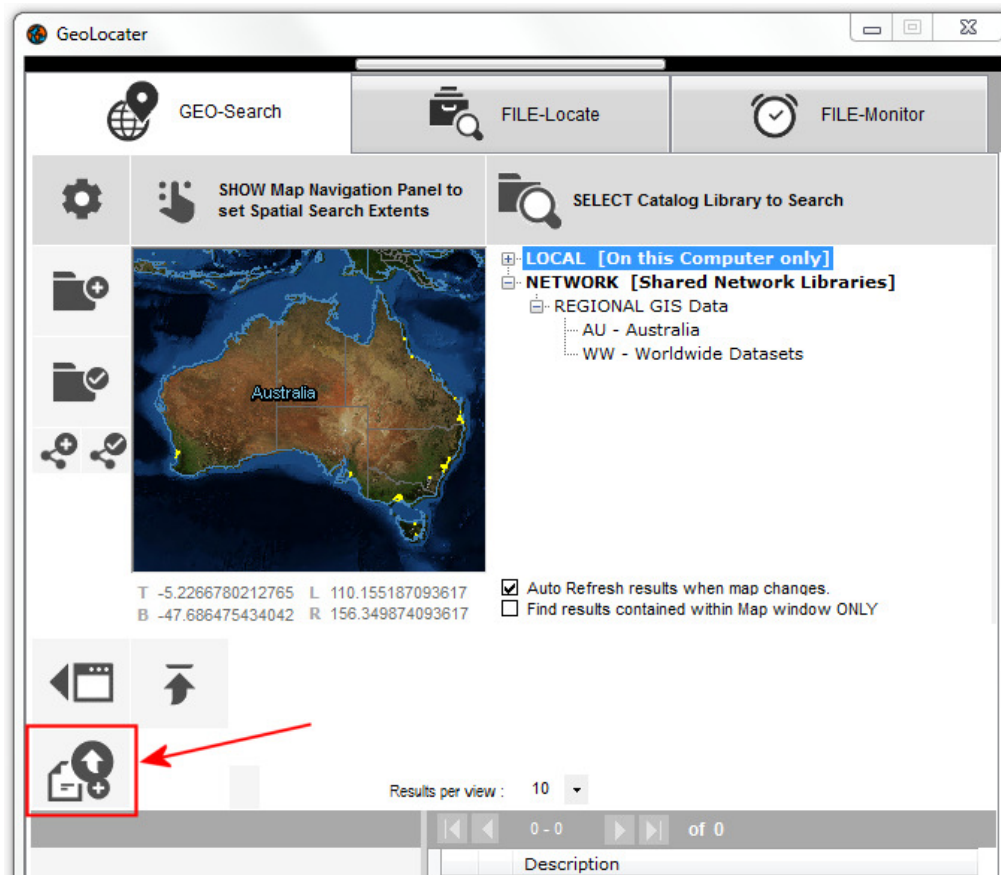 GeoLocater
GEO-Search
FILE-Locate
FILE-Monitor
SHOW Map Navigation Panel to
set Spatial Search Extents
SELECT Catalog Library to Search
LOCAL [On this Computer only]
NETWORK [Shared Network Libraries]
REGIONAL GIS Data
AU - Australia
WW - Worldwide Datasets
Australia
T -5.2266780212765 L 110.155187093617
B -47.686475434042 R 156.349874093617
Auto Refresh results when map changes.
Find results contained within Map window ONLY
Results per view : 10
0 - 0 of 0
Description